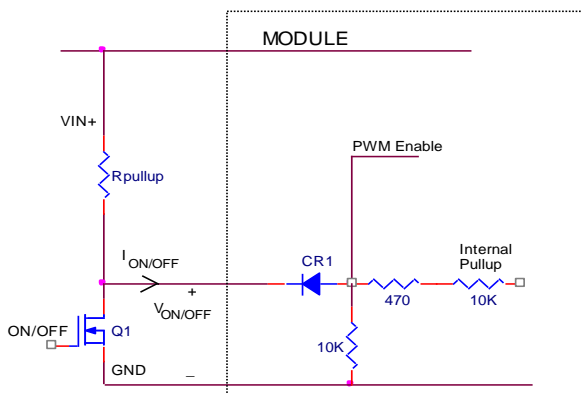 MODULE
VIN+
PWM Enable
Rpullup
Internal
Pullup
I ON/OFF
CR1
+
V ON/OFF
470
10K
ON/OFF
Q1
10K
GND
_